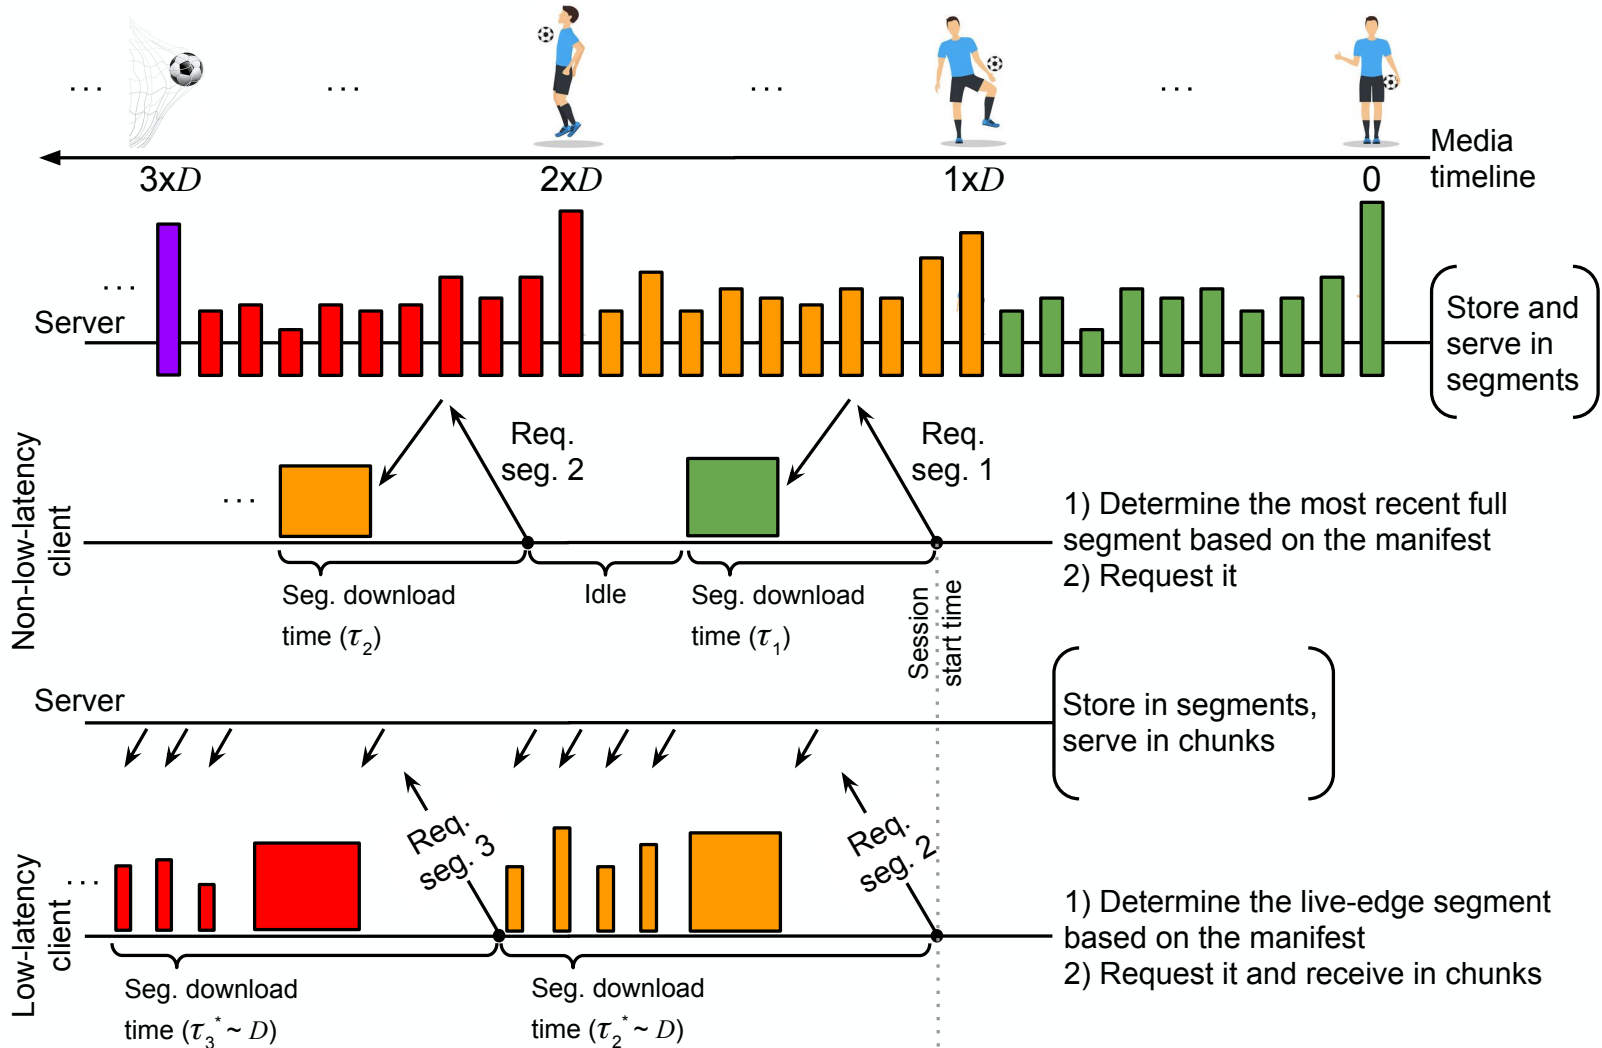 ... ... ... ...
Media
timeline
3xD 2xD 1xD 0
...
Server
Store and
serve in
segments
Non-low-latency
client
Req.
seg. 2
Req.
seg. 1
...
1) Determine the most recent full
segment based on the manifest
2) Request it
Seg. download
time (τ2)
Idle
Seg. download
time (τ1)
Session
start time
Server
Store in segments,
serve in chunks
Low-latency
client
...
Req.
seg. 3
Req.
seg. 2
1) Determine the live-edge segment
based on the manifest
2) Request it and receive in chunks
Seg. download
time (τ3* ~ D)
Seg. download
time (τ2* ~ D)